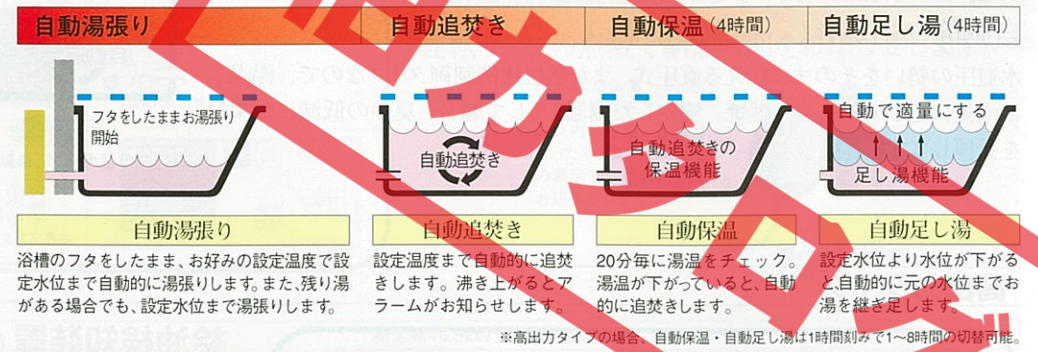 自動湯張り
自動追焚き
自動保温(4時間)
自動足し湯(4時間)
フタをしたままお湯張り
開始
自動追焚き
自動追焚きの
保温機能
自動で適量にする
足し湯機能
自動湯張り
浴槽のフタをしたまま、お好みの設定温度で設
定水位まで自動的に湯張りします。また、残り湯
がある場合でも、設定水位まで湯張りします。
自動追焚き
設定温度まで自動的に追焚
きします。沸き上がるとア
ラームがお知らせします。
自動保温
20分毎に湯温をチェック。
湯温が下がっていると、自動
的に追焚きします。
自動足し湯
設定水位より水位が下がる
と、自動的に元の水位までお
湯を継ぎ足します。
※高出力タイプの場合、自動保温・自動足し湯は1時間刻みで1〜8時間の切替可能。
旧カタログ